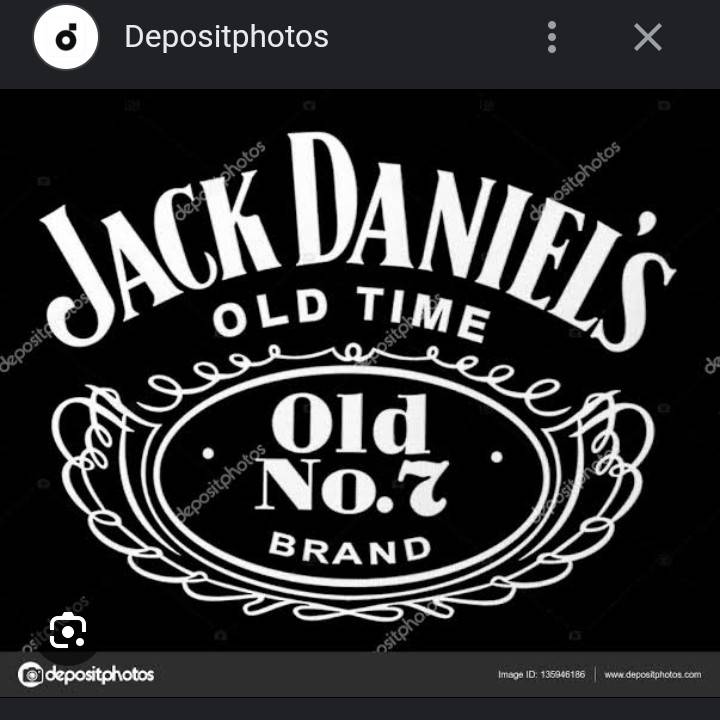 Depositphotos
JACK DANIEL'S
OLD TIME
Old
No.7
BRAND
depositphotos
Image ID: 135946186 | www.depositphotos.com